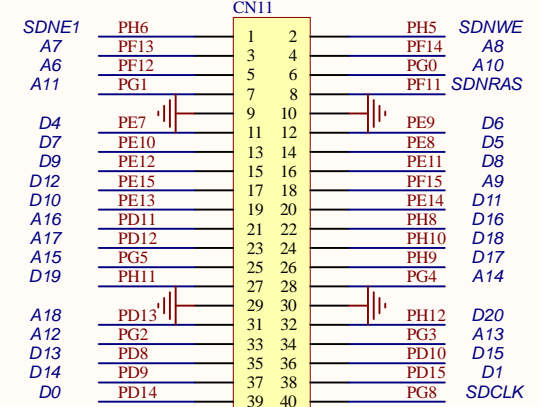 CN11
SDNE1 PH6 1 2 PH5 SDNWE
A7 PF13 3 4 PF14 A8
A6 PF12 5 6 PG0 A10
A11 PG1 7 8 PF11 SDNRAS
9 10
D4 PE7 11 12 PE9 D6
D7 PE10 13 14 PE8 D5
D9 PE12 15 16 PE11 D8
D12 PE15 17 18 PF15 A9
D10 PE13 19 20 PE14 D11
A16 PD11 21 22 PH8 D16
A17 PD12 23 24 PH10 D18
A15 PG5 25 26 PH9 D17
D19 PH11 27 28 PG4 A14
29 30
A18 PD13 31 32 PH12 D20
A12 PG2 33 34 PG3 A13
D13 PD8 35 36 PD10 D15
D14 PD9 37 38 PD15 D1
D0 PD14 39 40 PG8 SDCLK